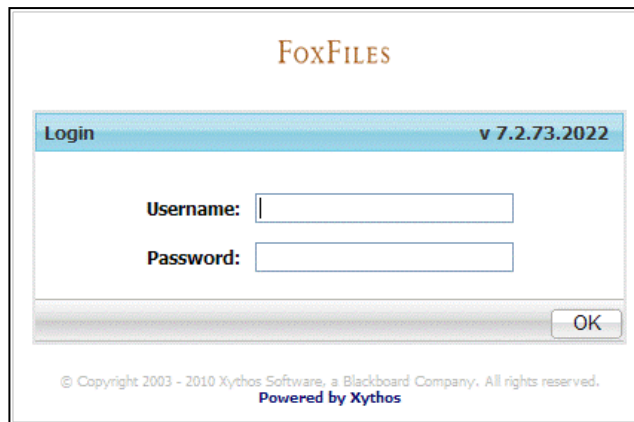 FOXFILES
Login v 7.2.73.2022
Username:
Password:
OK
© Copyright 2003 - 2010 Xythos Software, a Blackboard Company. All rights reserved.
Powered by Xythos